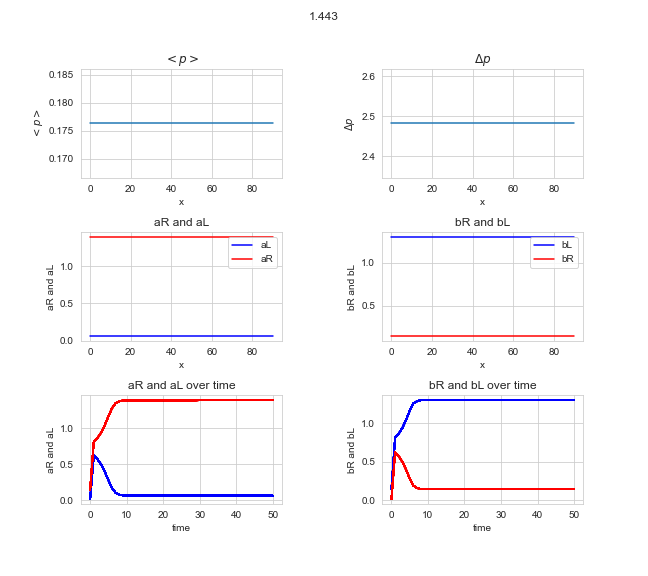 1.443
< p >
Δp
0.185
0.180
0.175
0.170
< p >
0 20 40 60 80
x
2.6
2.5
2.4
Δp
0 20 40 60 80
x
aR and aL
bR and bL
1.0
0.5
0.0
aR and aL
aL
aR
0 20 40 60 80
x
1.0
0.5
bR and bL
bL
bR
0 20 40 60 80
x
aR and aL over time
bR and bL over time
1.0
0.5
0.0
aR and aL
0 10 20 30 40 50
time
1.0
0.5
0.0
bR and bL
0 10 20 30 40 50
time